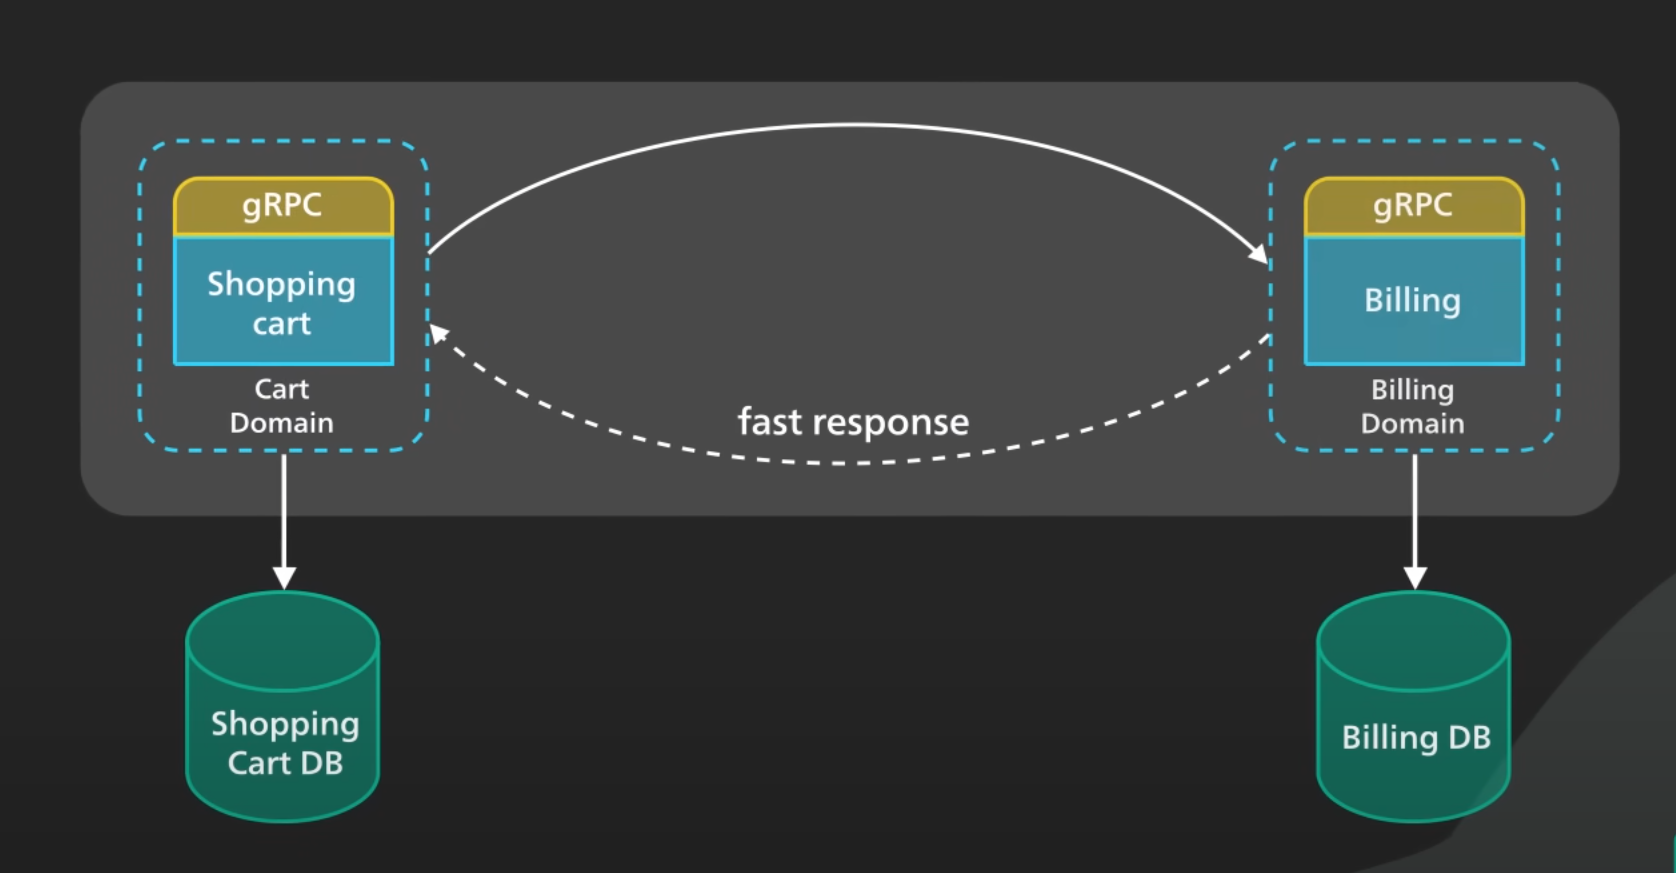 gRPC
Shopping
cart
Cart
Domain
fast response
gRPC
Billing
Billing
Domain
Shopping
Cart DB
Billing DB